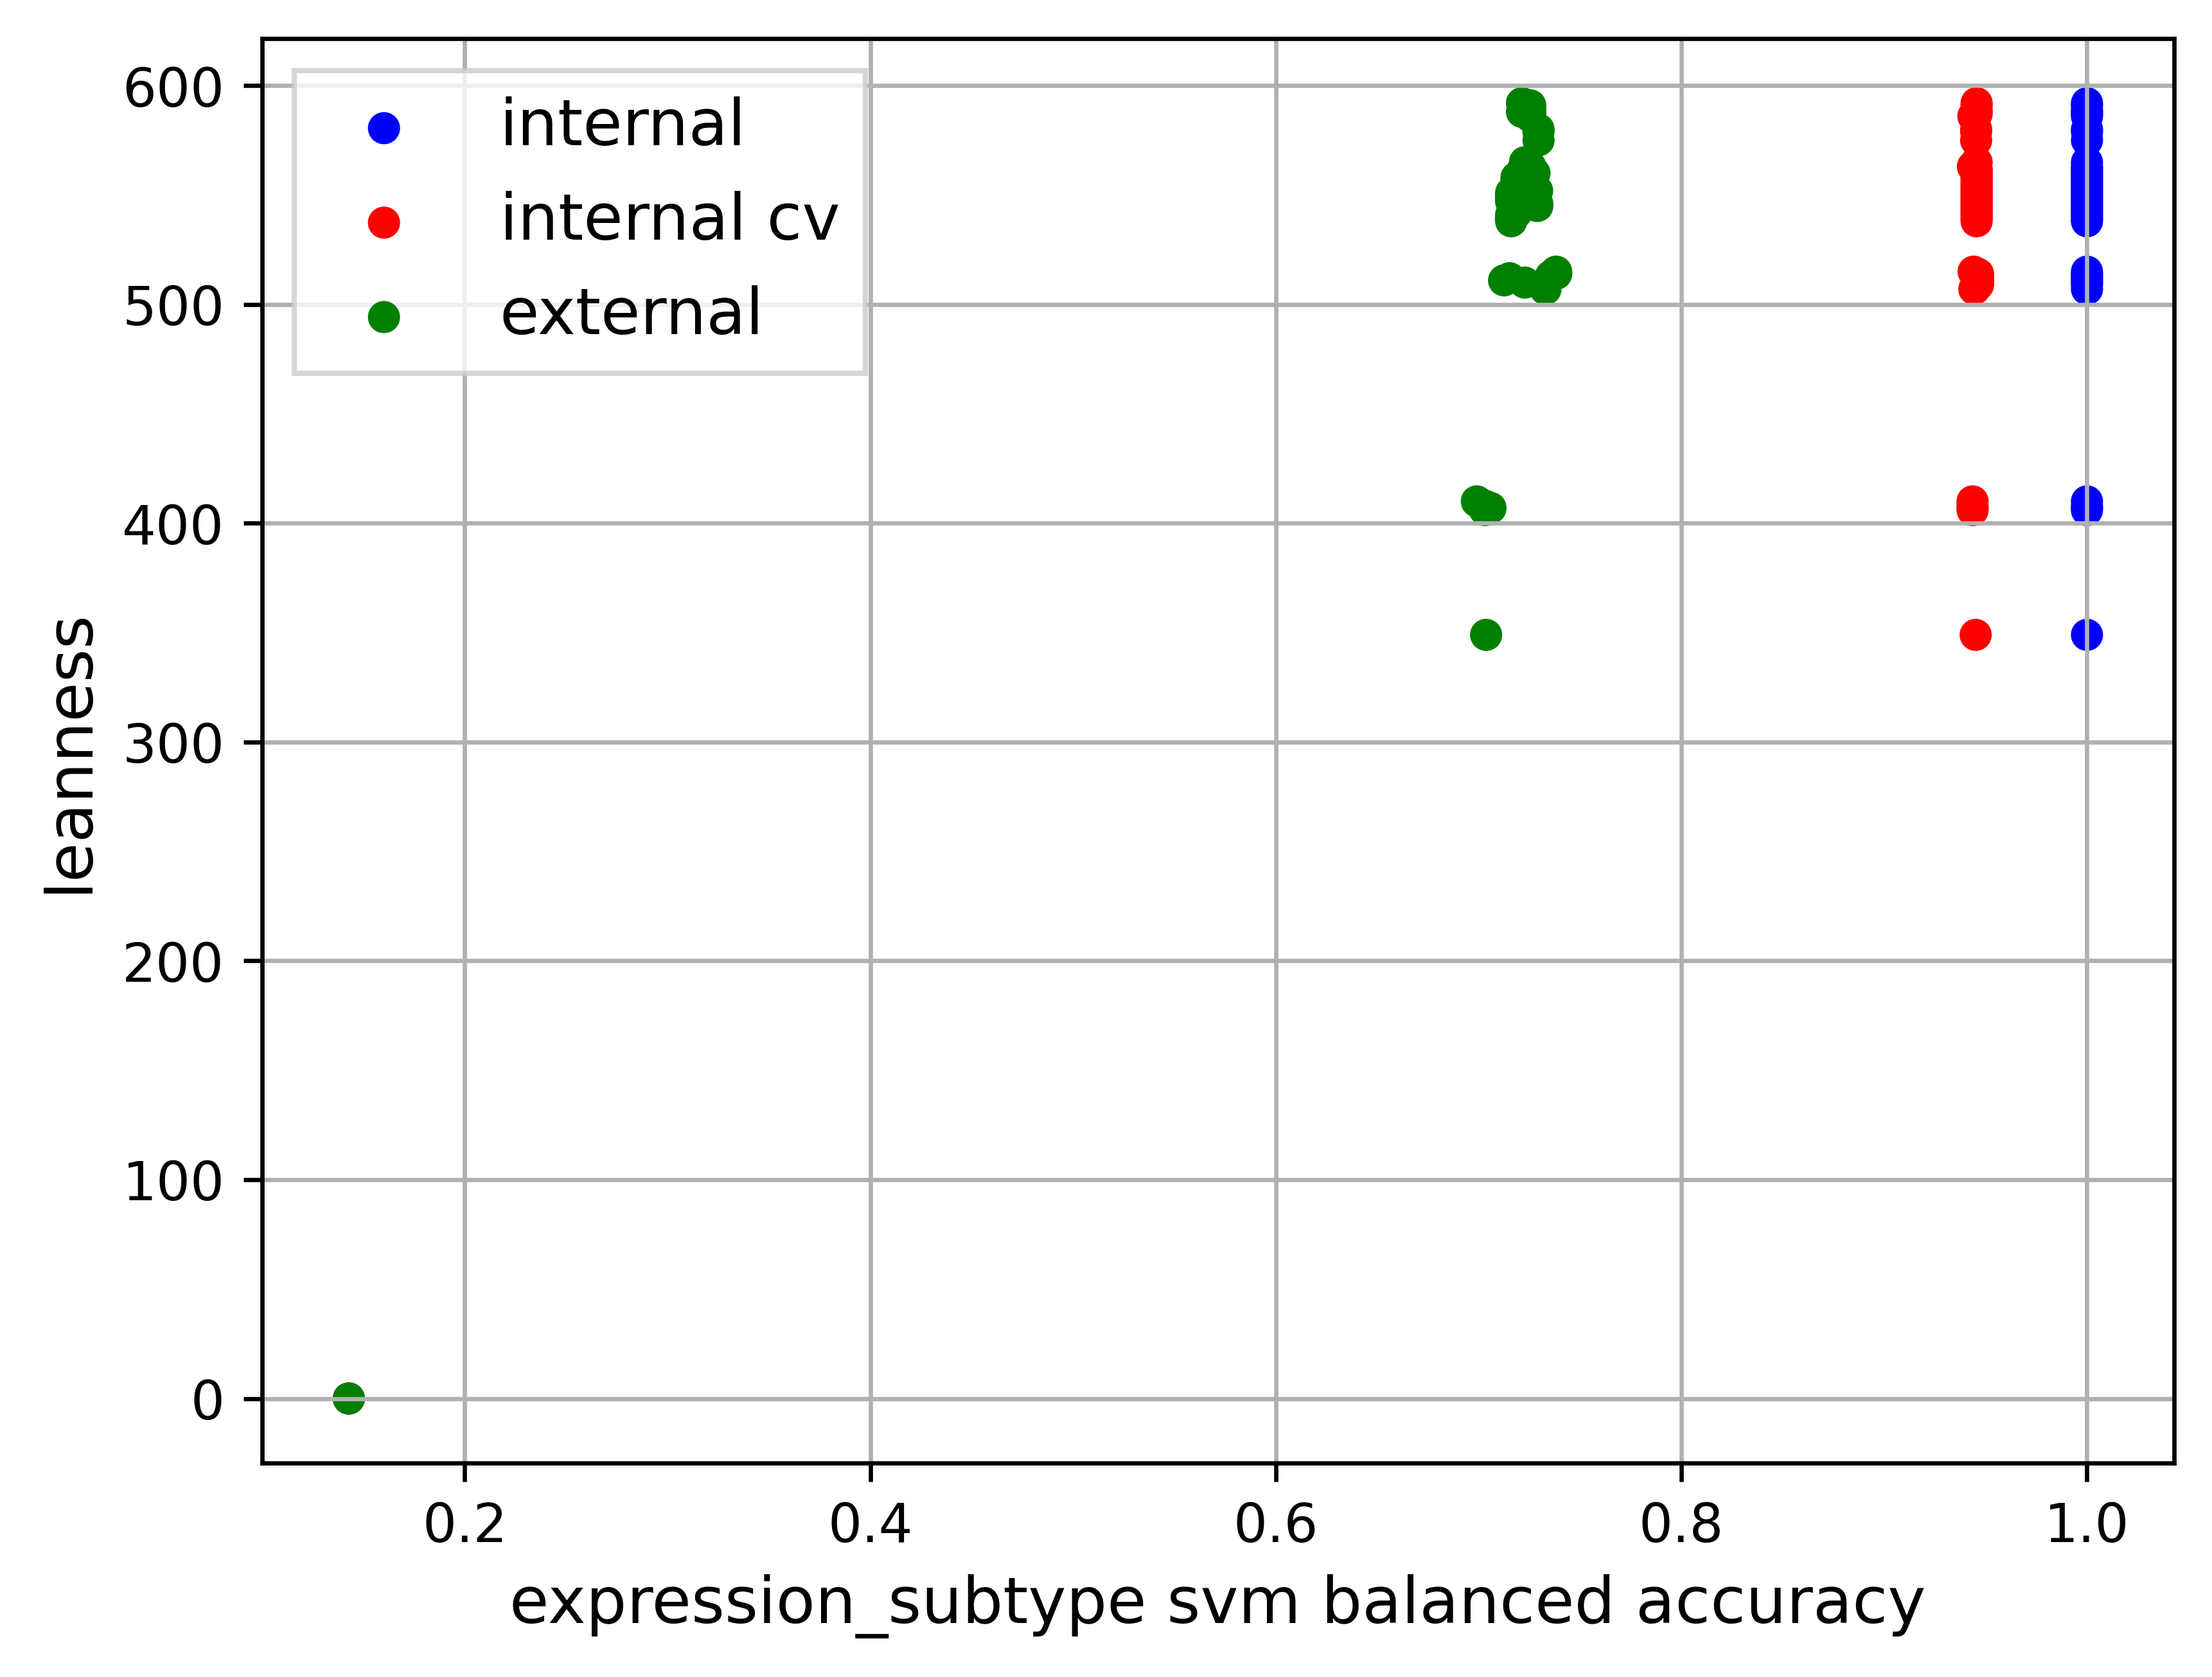 internal
internal cv
external
600
500
400
300
200
100
0
leanness
0.2 0.4 0.6 0.8 1.0
expression_subtype svm balanced accuracy